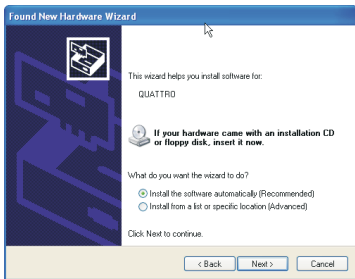 Found New Hardware Wizard
This wizard helps you install software for:
QUATTRO
If your hardware came with an installation CD
or floppy disk, insert it now.
What do you want the wizard to do?
Install the software automatically (Recommended)
Install from a list or specific location (Advanced)
Click Next to continue.
< Back Next > Cancel